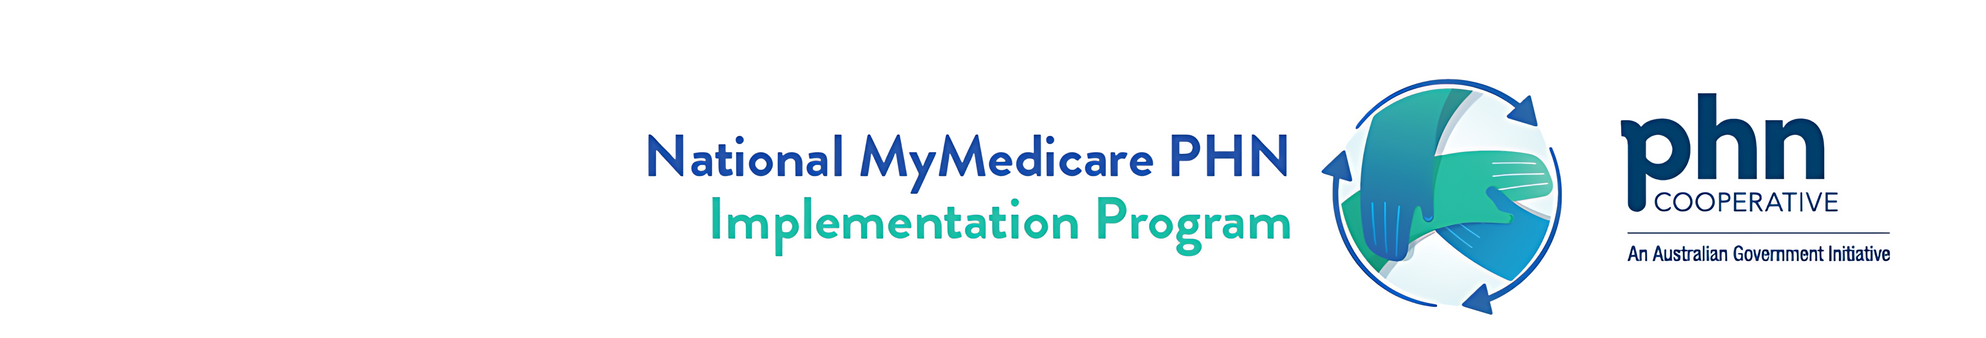 National MyMedicare PHN
Implementation Program
phn
COOPERATIVE
An Australian Government Initiative